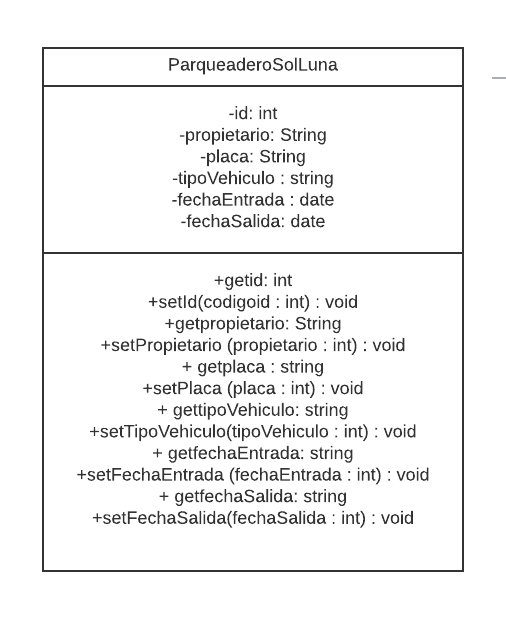 ParqueaderoSolLuna
-id: int
-propietario: String
-placa: String
-tipoVehiculo : string
-fechaEntrada : date
-fechaSalida: date
+getid: int
+setId(codigoid : int) : void
+getpropietario: String
+setPropietario (propietario : int) : void
+ getplaca : string
+setPlaca (placa : int) : void
+ gettipoVehiculo: string
+setTipoVehiculo(tipoVehiculo : int) : void
+ getfechaEntrada: string
+setFechaEntrada (fechaEntrada : int) : void
+ getfechaSalida: string
+setFechaSalida(fechaSalida : int) : void